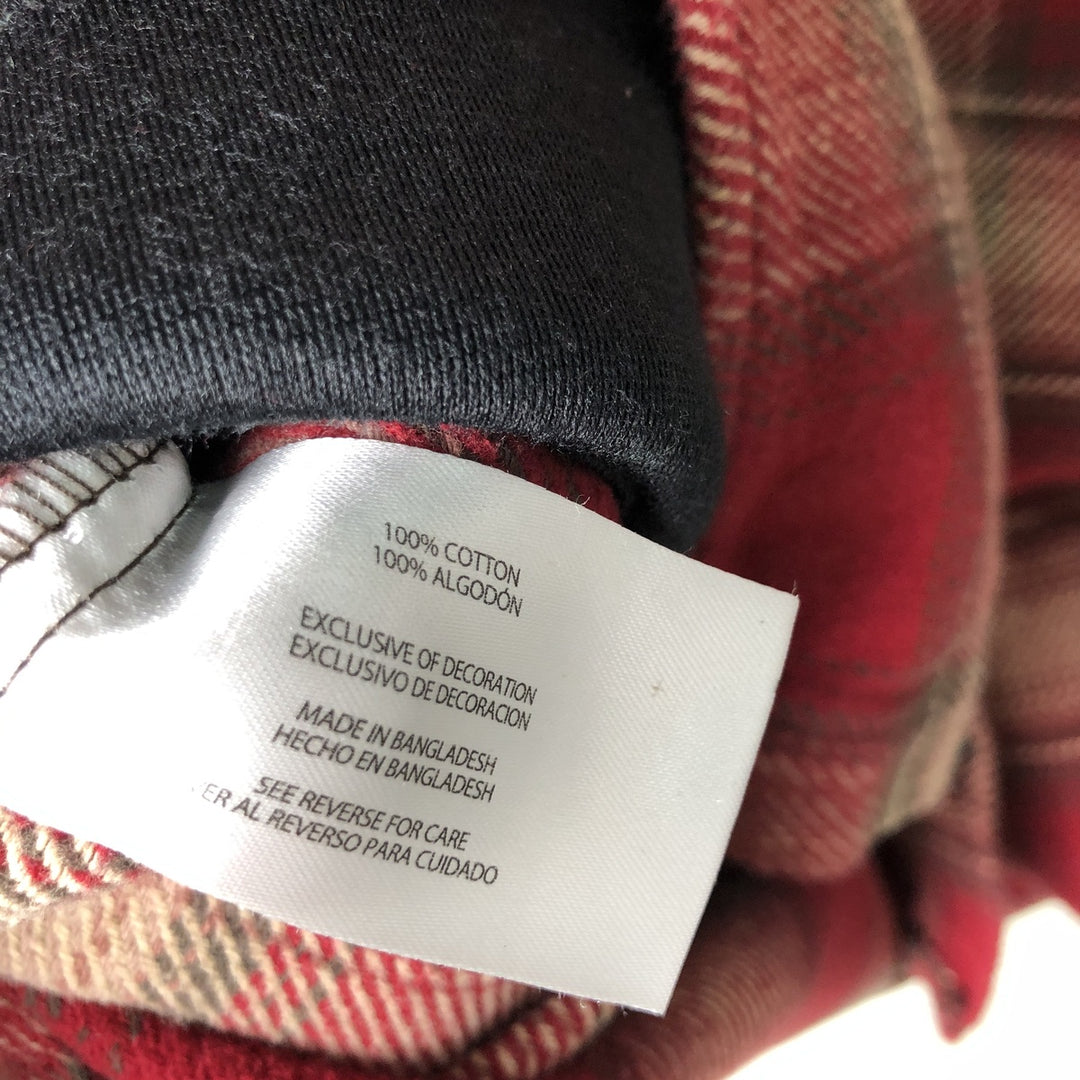 100% COTTON
100% ALGODÓN
EXCLUSIVE OF DECORATION
EXCLUSIVO DE DECORACION
MADE IN BANGLADESH
HECHO EN BANGLADESH
SEE REVERSE FOR CARE
AL REVERSO PARA CUIDADO